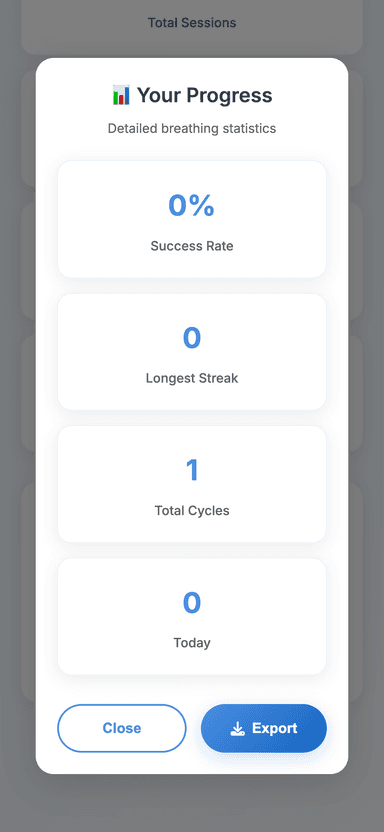 Total Sessions
Your Progress
Detailed breathing statistics
0%
Success Rate
0
Longest Streak
1
Total Cycles
0
Today
Close
Export